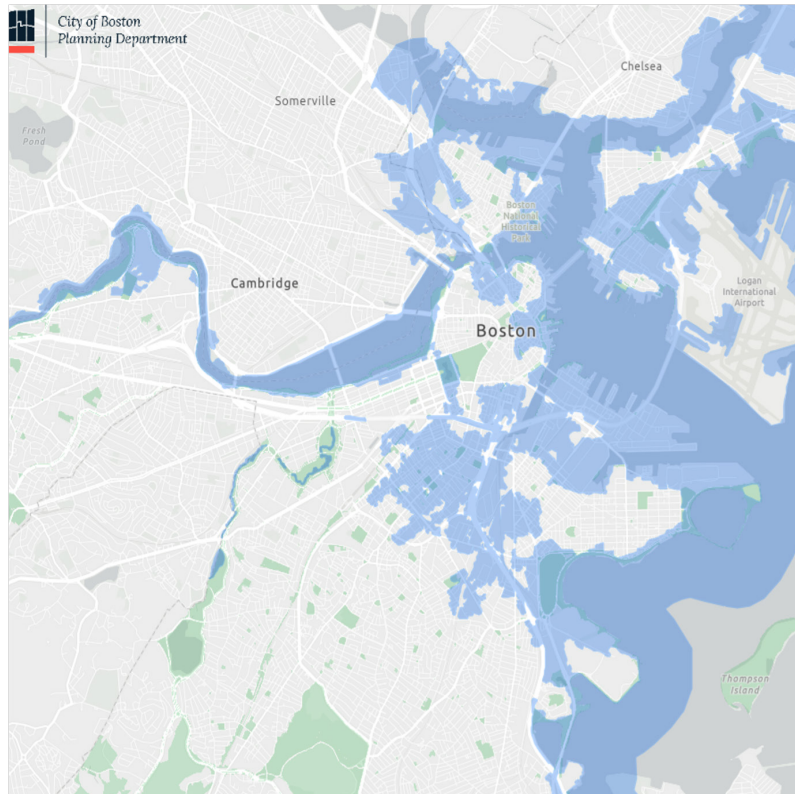 City of Boston
Planning Department
Chelsea
Somerville
Fresh
Pond
Boston
National
Historical
Park
Cambridge
Logan
International
Airport
Boston
Thompson
Island